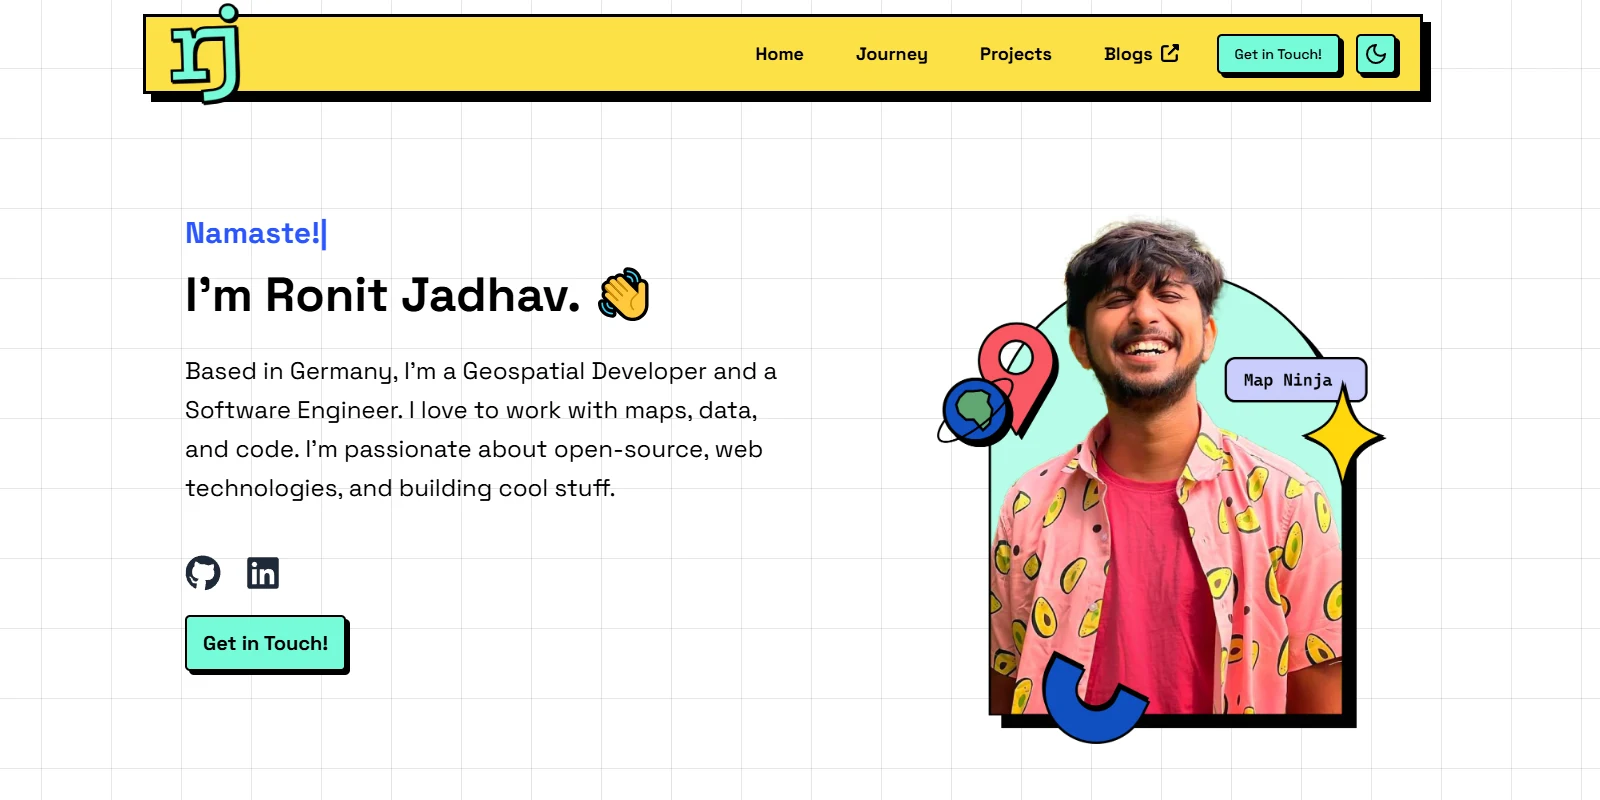 rj
Home Journey Projects Blogs Get in Touch!
Namaste!
I'm Ronit Jadhav.
Based in Germany, I'm a Geospatial Developer and a
Software Engineer. I love to work with maps, data,
and code. I'm passionate about open-source, web
technologies, and building cool stuff.
in
Get in Touch!
Map Ninja